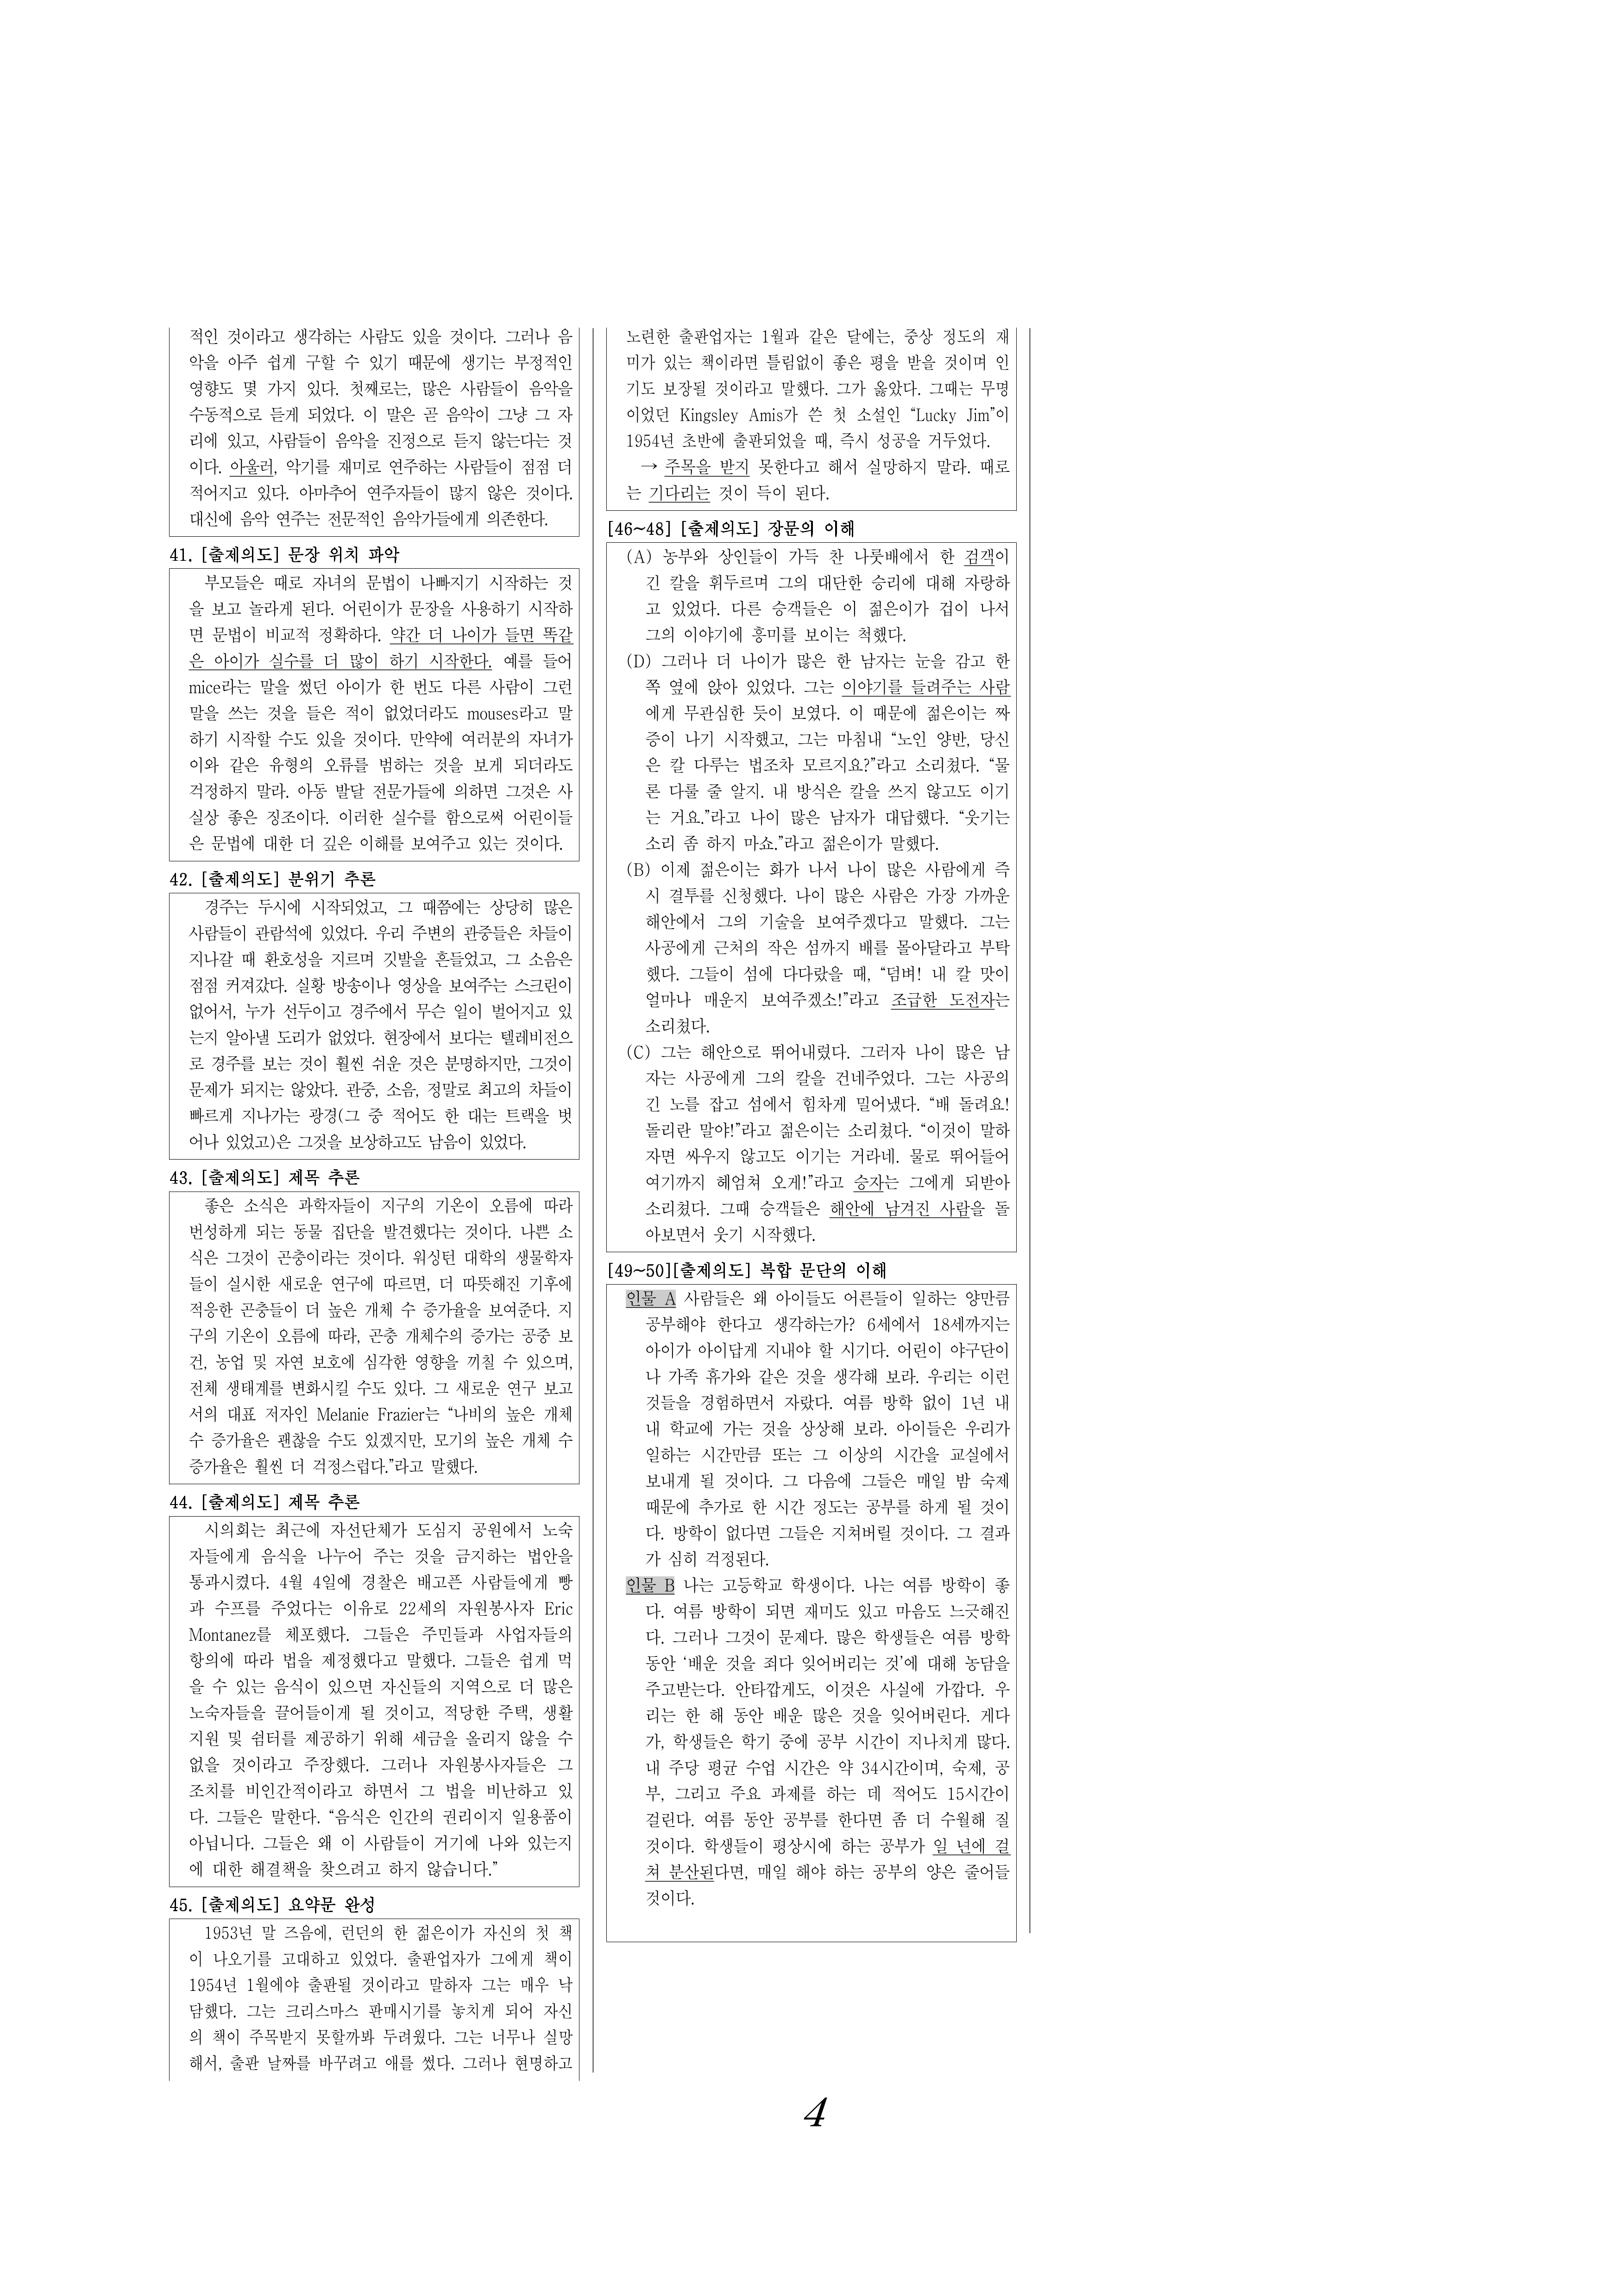 적인 것이라고 생각하는 사람도 있을 것이다. 그러나 음
악을 아주 쉽게 구할 수 있기 때문에 생기는 부정적인
영향도 몇 가지 있다. 첫째로는, 많은 사람들이 음악을
수동적으로 듣게 되었다. 이 말은 곧 음악이 그냥 그 자
리에 있고, 사람들이 음악을 진정으로 듣지 않는다는 것
이다. 아울러, 악기를 재미로 연주하는 사람들이 점점 더
적어지고 있다. 아마추어 연주자들이 많지 않은 것이다.
대신에 음악 연주는 전문적인 음악가들에게 의존한다.
41. [출제의도] 문장 위치 파악
부모들은 때로 자녀의 문법이 나빠지기 시작하는 것
을 보고 놀라게 된다. 어린이가 문장을 사용하기 시작하
면 문법이 비교적 정확하다. 약간 더 나이가 들면 똑같
은 아이가 실수를 더 많이 하기 시작한다. 예를 들어
mice라는 말을 썼던 아이가 한 번도 다른 사람이 그런
말을 쓰는 것을 들은 적이 없었더라도 mouses라고 말
하기 시작할 수도 있을 것이다. 만약에 여러분의 자녀가
이와 같은 유형의 오류를 범하는 것을 보게 되더라도
걱정하지 말라. 아동 발달 전문가들에 의하면 그것은 사
실상 좋은 징조이다. 이러한 실수를 함으로써 어린이들
은 문법에 대한 더 깊은 이해를 보여주고 있는 것이다.
42. [출제의도] 분위기 추론
경주는 두시에 시작되었고, 그 때쯤에는 상당히 많은
사람들이 관람석에 있었다. 우리 주변의 관중들은 차들이
지나갈 때 환호성을 지르며 깃발을 흔들었고, 그 소음은
점점 커져갔다. 실황 방송이나 영상을 보여주는 스크린이
없어서, 누가 선두이고 경주에서 무슨 일이 벌어지고 있
는지 알아낼 도리가 없었다. 현장에서 보다는 텔레비전으
로 경주를 보는 것이 훨씬 쉬운 것은 분명하지만, 그것이
문제가 되지는 않았다. 관중, 소음, 정말로 최고의 차들이
빠르게 지나가는 광경(그 중 적어도 한 대는 트랙을 벗
어나 있었고)은 그것을 보상하고도 남음이 있었다.
43. [출제의도] 제목 추론
좋은 소식은 과학자들이 지구의 기온이 오름에 따라
번성하게 되는 동물 집단을 발견했다는 것이다. 나쁜 소
식은 그것이 곤충이라는 것이다. 워싱턴 대학의 생물학자
들이 실시한 새로운 연구에 따르면, 더 따뜻해진 기후에
적응한 곤충들이 더 높은 개체 수 증가율을 보여준다. 지
구의 기온이 오름에 따라, 곤충 개체수의 증가는 공중 보
건, 농업 및 자연 보호에 심각한 영향을 끼칠 수 있으며,
전체 생태계를 변화시킬 수도 있다. 그 새로운 연구 보고
서의 대표 저자인 Melanie Frazier는 “나비의 높은 개체
수 증가율은 괜찮을 수도 있겠지만, 모기의 높은 개체 수
증가율은 훨씬 더 걱정스럽다.”라고 말했다.
44. [출제의도] 제목 추론
시의회는 최근에 자선단체가 도심지 공원에서 노숙
자들에게 음식을 나누어 주는 것을 금지하는 법안을
통과시켰다. 4월 4일에 경찰은 배고픈 사람들에게 빵
과 수프를 주었다는 이유로 22세의 자원봉사자 Eric
Montanez를 체포했다. 그들은 주민들과 사업자들의
항의에 따라 법을 제정했다고 말했다. 그들은 쉽게 먹
을 수 있는 음식이 있으면 자신들의 지역으로 더 많은
노숙자들을 끌어들이게 될 것이고, 적당한 주택, 생활
지원 및 쉼터를 제공하기 위해 세금을 올리지 않을 수
없을 것이라고 주장했다. 그러나 자원봉사자들은 그
조치를 비인간적이라고 하면서 그 법을 비난하고 있
다. 그들은 말한다. “음식은 인간의 권리이지 일용품이
아닙니다. 그들은 왜 이 사람들이 거기에 나와 있는지
에 대한 해결책을 찾으려고 하지 않습니다.”
45. [출제의도] 요약문 완성
1953년 말 즈음에, 런던의 한 젊은이가 자신의 첫 책
이 나오기를 고대하고 있었다. 출판업자가 그에게 책이
1954년 1월에야 출판될 것이라고 말하자 그는 매우 낙
담했다. 그는 크리스마스 판매시기를 놓치게 되어 자신
의 책이 주목받지 못할까봐 두려웠다. 그는 너무나 실망
해서, 출판 날짜를 바꾸려고 애를 썼다. 그러나 현명하고
노련한 출판업자는 1월과 같은 달에는, 중상 정도의 재
미가 있는 책이라면 틀림없이 좋은 평을 받을 것이며 인
기도 보장될 것이라고 말했다. 그가 옳았다. 그때는 무명
이었던 Kingsley Amis가 쓴 첫 소설인 “Lucky Jim”이
1954년 초반에 출판되었을 때, 즉시 성공을 거두었다.
→ 주목을 받지 못한다고 해서 실망하지 말라. 때로
는 기다리는 것이 득이 된다.
[46~48] [출제의도] 장문의 이해
(A) 농부와 상인들이 가득 찬 나룻배에서 한 검객이
긴 칼을 휘두르며 그의 대단한 승리에 대해 자랑하
고 있었다. 다른 승객들은 이 젊은이가 겁이 나서
그의 이야기에 흥미를 보이는 척했다.
(D) 그러나 더 나이가 많은 한 남자는 눈을 감고 한
쪽 옆에 앉아 있었다. 그는 이야기를 들려주는 사람
에게 무관심한 듯이 보였다. 이 때문에 젊은이는 짜
증이 나기 시작했고, 그는 마침내 “노인 양반, 당신
은 칼 다루는 법조차 모르지요?”라고 소리쳤다. “물
론 다룰 줄 알지. 내 방식은 칼을 쓰지 않고도 이기
는 거요.”라고 나이 많은 남자가 대답했다. “웃기는
소리 좀 하지 마쇼.”라고 젊은이가 말했다.
(B) 이제 젊은이는 화가 나서 나이 많은 사람에게 즉
시 결투를 신청했다. 나이 많은 사람은 가장 가까운
해안에서 그의 기술을 보여주겠다고 말했다. 그는
사공에게 근처의 작은 섬까지 배를 몰아달라고 부탁
했다. 그들이 섬에 다다랐을 때, “덤벼! 내 칼 맛이
얼마나 매운지 보여주겠소!”라고 조급한 도전자는
소리쳤다.
(C) 그는 해안으로 뛰어내렸다. 그러자 나이 많은 남
자는 사공에게 그의 칼을 건네주었다. 그는 사공의
긴 노를 잡고 섬에서 힘차게 밀어냈다. “배 돌려요!
돌리란 말야!”라고 젊은이는 소리쳤다. “이것이 말하
자면 싸우지 않고도 이기는 거라네. 물로 뛰어들어
여기까지 헤엄쳐 오게!”라고 승자는 그에게 되받아
소리쳤다. 그때 승객들은 해안에 남겨진 사람을 돌
아보면서 웃기 시작했다.
[49~50][출제의도] 복합 문단의 이해
인물 A 사람들은 왜 아이들도 어른들이 일하는 양만큼
공부해야 한다고 생각하는가? 6세에서 18세까지는
아이가 아이답게 지내야 할 시기다. 어린이 야구단이
나 가족 휴가와 같은 것을 생각해 보라. 우리는 이런
것들을 경험하면서 자랐다. 여름 방학 없이 1년 내
내 학교에 가는 것을 상상해 보라. 아이들은 우리가
일하는 시간만큼 또는 그 이상의 시간을 교실에서
보내게 될 것이다. 그 다음에 그들은 매일 밤 숙제
때문에 추가로 한 시간 정도는 공부를 하게 될 것이
다. 방학이 없다면 그들은 지쳐버릴 것이다. 그 결과
가 심히 걱정된다.
인물 B 나는 고등학교 학생이다. 나는 여름 방학이 좋
다. 여름 방학이 되면 재미도 있고 마음도 느긋해진
다. 그러나 그것이 문제다. 많은 학생들은 여름 방학
동안 ‘배운 것을 죄다 잊어버리는 것’에 대해 농담을
주고받는다. 안타깝게도, 이것은 사실에 가깝다. 우
리는 한 해 동안 배운 많은 것을 잊어버린다. 게다
가, 학생들은 학기 중에 공부 시간이 지나치게 많다.
내 주당 평균 수업 시간은 약 34시간이며, 숙제, 공
부, 그리고 주요 과제를 하는 데 적어도 15시간이
걸린다. 여름 동안 공부를 한다면 좀 더 수월해 질
것이다. 학생들이 평상시에 하는 공부가 일 년에 걸
쳐 분산된다면, 매일 해야 하는 공부의 양은 줄어들
것이다.
4